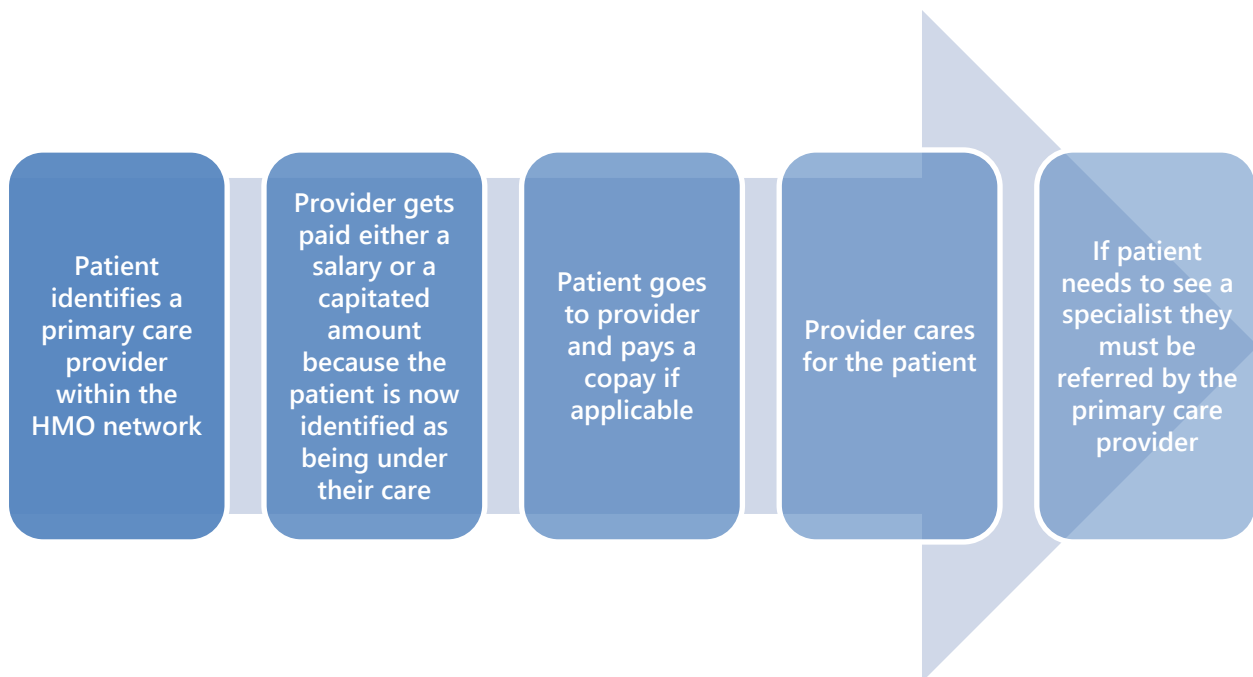 Patient
identifies a
primary care
provider
within the
HMO network
Provider gets
paid either a
salary or a
capitated
amount
because the
patient is now
identified as
being under
their care
Patient goes
to provider
and pays a
copay if
applicable
Provider cares
for the patient
If patient
needs to see a
specialist they
must be
referred by the
primary care
provider